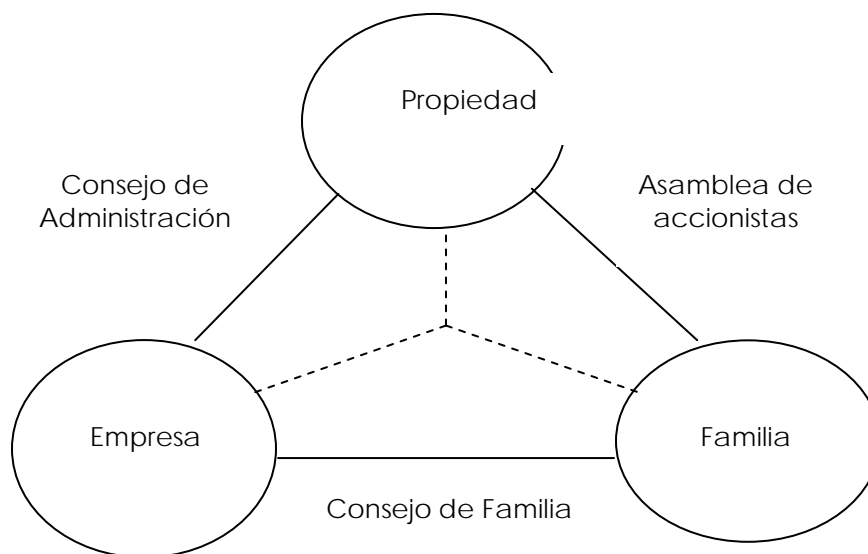 Propiedad
Consejo de
Administración
Asamblea de
accionistas
Empresa
Familia
Consejo de Familia